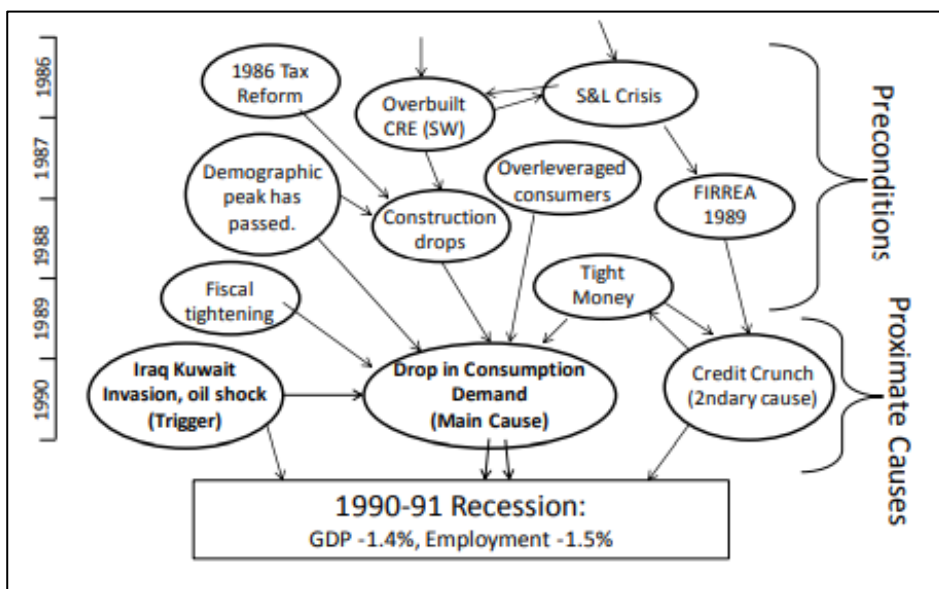 1986
1987
1988
1989
1990
1986 Tax
Reform
Overbuilt
CRE (SW)
S&L Crisis
Demographic
peak has
passed.
Construction
drops
Overleveraged
consumers
FIRREA
1989
Fiscal
tightening
Tight
Money
Iraq Kuwait
Invasion, oil shock
(Trigger)
Drop in Consumption
Demand
(Main Cause)
Credit Crunch
(2ndary cause)
Preconditions
Proximate Causes
1990-91 Recession:
GDP -1.4%, Employment -1.5%